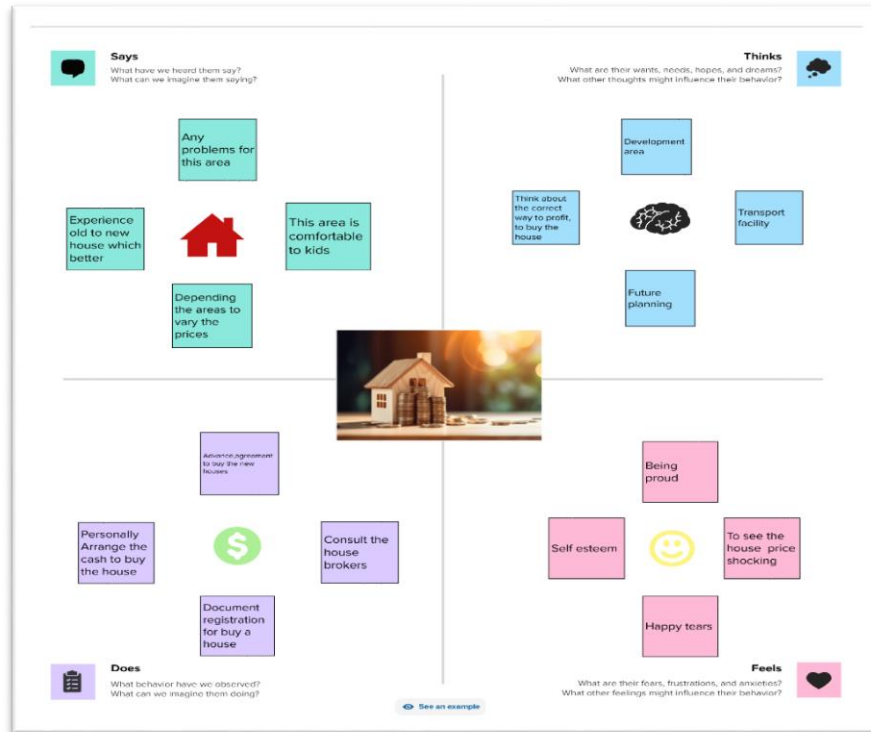 Says
What have we heard them say?
What can we imagine them saying?
Thinks
What are their wants, needs, hopes, and dreams?
What other thoughts might influence their behavior?
Any
problems for
this area
Experience
old to new
house which
better
This area is
comfortable
to kids
Depending
the areas to
vary the
prices
Development
area
Think about
the correct
way to profit,
to buy the
house
Transport
facility
Future
planning
Advance,agreement
to buy the new
houses
Personally
Arrange the
cash to buy
the house
$
Consult the
house
brokers
Document
registration
for buy a
house
Being
proud
Self esteem
To see the
house price
shocking
Happy tears
Does
What behavior have we observed?
What can we imagine them doing?
Feels
What are their fears, frustrations, and anxieties?
What other feelings might influence their behavior?
See an example